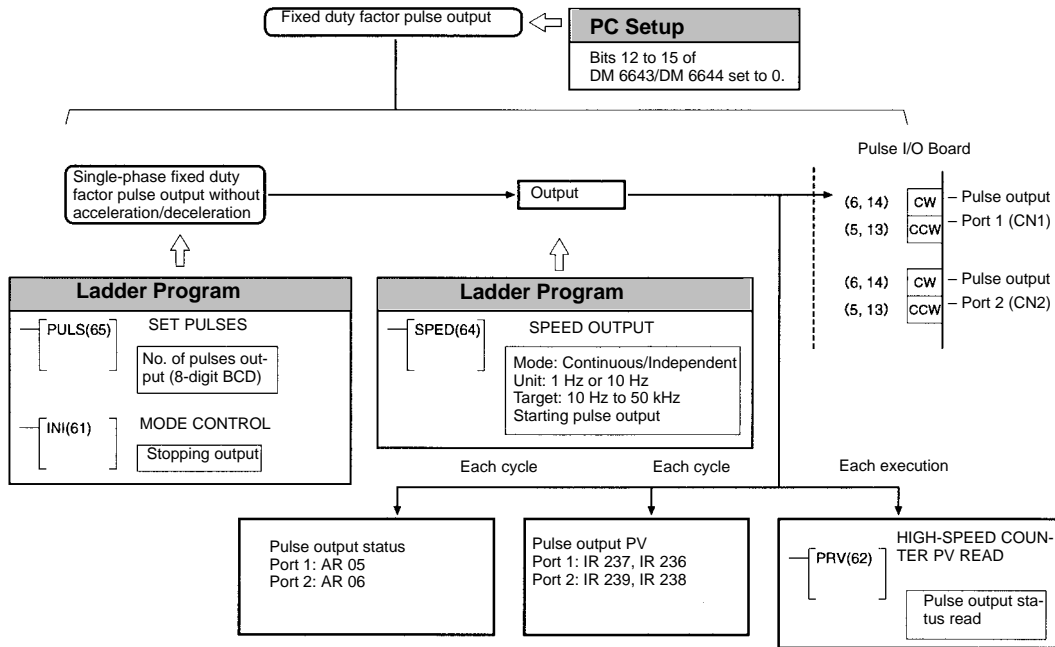 Fixed duty factor pulse output
PC Setup
Bits 12 to 15 of
DM 6643/DM 6644 set to 0.
Pulse I/O Board
Single-phase fixed duty
factor pulse output without
acceleration/deceleration
Output
(6, 14) CW – Pulse output
(5, 13) CCW – Port 1 (CN1)
(6, 14) CW – Pulse output
(5, 13) CCW – Port 2 (CN2)
Ladder Program
PULS(65) SET PULSES
No. of pulses out-
put (8-digit BCD)
INI(61) MODE CONTROL
Stopping output
Ladder Program
SPED(64) SPEED OUTPUT
Mode: Continuous/Independent
Unit: 1 Hz or 10 Hz
Target: 10 Hz to 50 kHz
Starting pulse output
Each cycle
Each cycle
Each execution
Pulse output status
Port 1: AR 05
Port 2: AR 06
Pulse output PV
Port 1: IR 237, IR 236
Port 2: IR 239, IR 238
PRV(62)
HIGH-SPEED COUN-
TER PV READ
Pulse output sta-
tus read